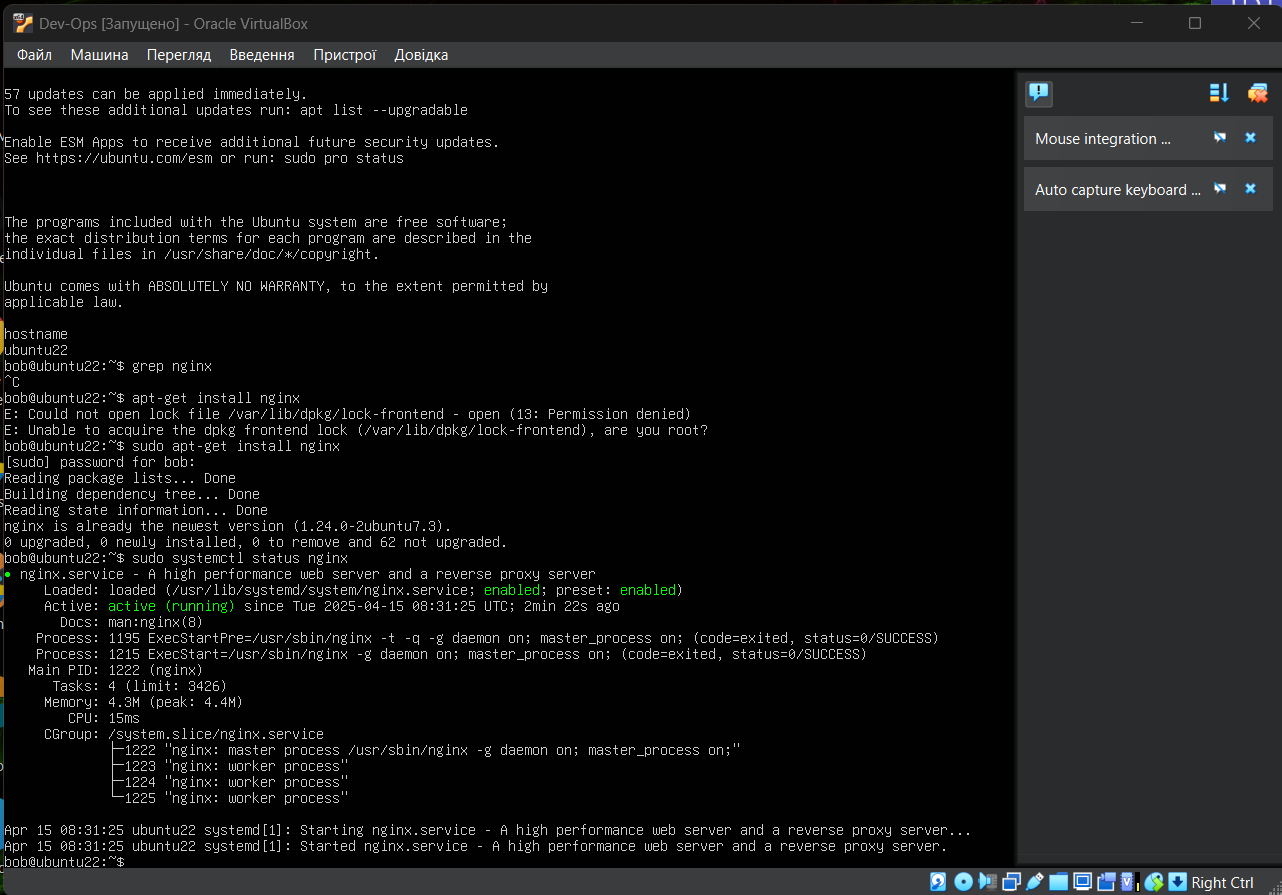 Dev-Ops [Запущено] - Oracle VirtualBox
Файл Машина Перегляд Введення Пристрої Довідка
57 updates can be applied immediately.
To see these additional updates run: apt list --upgradable
Enable ESM Apps to receive additional future security updates.
See https://ubuntu.com/esm or run: sudo pro status
The programs included with the Ubuntu system are free software;
the exact distribution terms for each program are described in the
individual files in /usr/share/doc/*/copyright.
Ubuntu comes with ABSOLUTELY NO WARRANTY, to the extent permitted by
applicable law.
hostname
ubuntu22
bob@ubuntu22:~$ grep nginx
^C
bob@ubuntu22:~$ apt-get install nginx
E: Could not open lock file /var/lib/dpkg/lock-frontend - open (13: Permission denied)
E: Unable to acquire the dpkg frontend lock (/var/lib/dpkg/lock-frontend), are you root?
bob@ubuntu22:~$ sudo apt-get install nginx
[sudo] password for bob:
Reading package lists... Done
Building dependency tree... Done
Reading state information... Done
nginx is already the newest version (1.24.0-2ubuntu7.3).
0 upgraded, 0 newly installed, 0 to remove and 62 not upgraded.
bob@ubuntu22:~$ sudo systemctl status nginx
● nginx.service - A high performance web server and a reverse proxy server
Loaded: loaded (/usr/lib/systemd/system/nginx.service; enabled; preset: enabled)
Active: active (running) since Tue 2025-04-15 08:31:25 UTC; 2min 22s ago
Docs: man:nginx(8)
Process: 1195 ExecStartPre=/usr/sbin/nginx -t -q -g daemon on; master_process on; (code=exited, status=0/SUCCESS)
Process: 1215 ExecStart=/usr/sbin/nginx -g daemon on; master_process on; (code=exited, status=0/SUCCESS)
Main PID: 1222 (nginx)
Tasks: 4 (limit: 3426)
Memory: 4.3M (peak: 4.4M)
CPU: 15ms
CGroup: /system.slice/nginx.service
├─1222 "nginx: master process /usr/sbin/nginx -g daemon on; master_process on;"
├─1223 "nginx: worker process"
├─1224 "nginx: worker process"
└─1225 "nginx: worker process"
Apr 15 08:31:25 ubuntu22 systemd[1]: Starting nginx.service - A high performance web server and a reverse proxy server...
Apr 15 08:31:25 ubuntu22 systemd[1]: Started nginx.service - A high performance web server and a reverse proxy server.
bob@ubuntu22:~$
Mouse integration ...
Auto capture keyboard ...
Right Ctrl